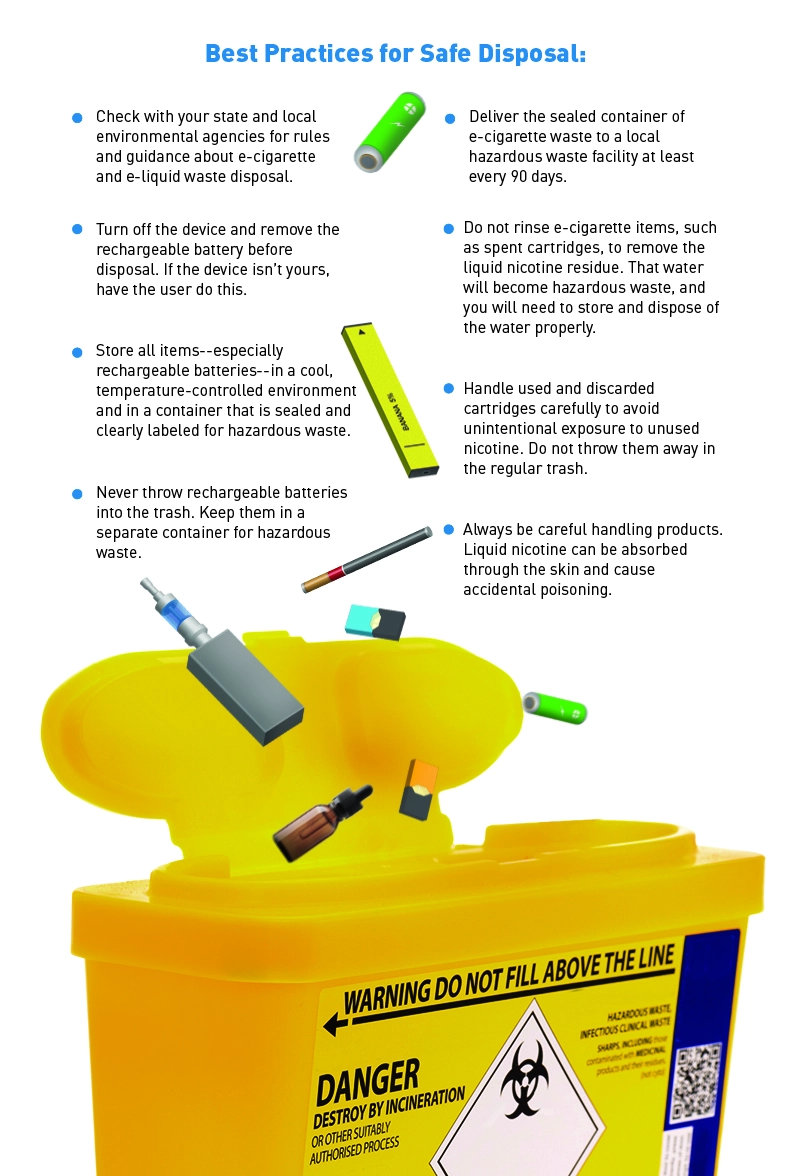 Best Practices for Safe Disposal:
Check with your state and local
environmental agencies for rules
and guidance about e-cigarette
and e-liquid waste disposal.
Turn off the device and remove the
rechargeable battery before
disposal. If the device isn't yours,
have the user do this.
Store all items--especially
rechargeable batteries--in a cool,
temperature-controlled environment
and in a container that is sealed and
clearly labeled for hazardous waste.
Never throw rechargeable batteries
into the trash. Keep them in a
separate container for hazardous
waste.
Deliver the sealed container of
e-cigarette waste to a local
hazardous waste facility at least
every 90 days.
Do not rinse e-cigarette items, such
as spent cartridges, to remove the
liquid nicotine residue. That water
will become hazardous waste, and
you will need to store and dispose of
the water properly.
Handle used and discarded
cartridges carefully to avoid
unintentional exposure to unused
nicotine. Do not throw them away in
the regular trash.
Always be careful handling products.
Liquid nicotine can be absorbed
through the skin and cause
accidental poisoning.
BANANA 5%
WARNING DO NOT FILL ABOVE THE LINE
HAZARDOUS WASTE,
INFECTIOUS CLINICAL WASTE
SHARPS, INCLUDING those
contaminated with MEDICINAL
products and their residues,
(not cyto)
DANGER
DESTROY BY INCINERATION
OR OTHER SUITABLY
AUTHORISED PROCESS